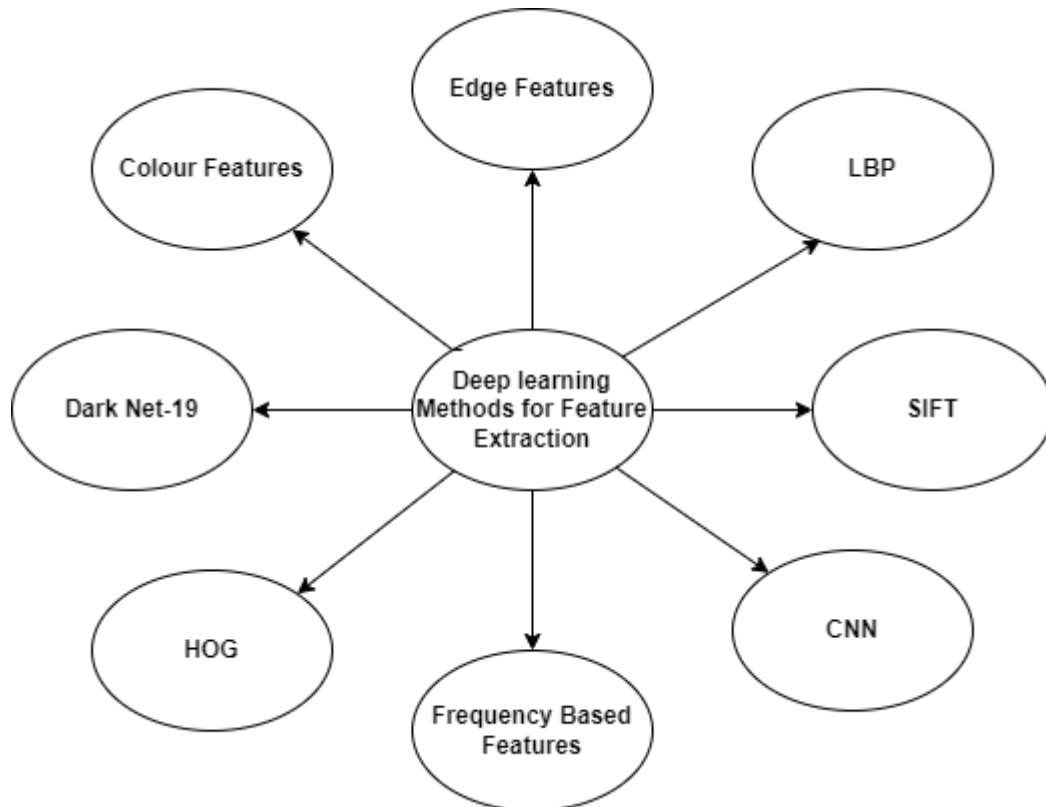 Edge Features
Colour Features
LBP
Deep learning
Methods for Feature
Extraction
Dark Net-19
SIFT
HOG
CNN
Frequency Based
Features